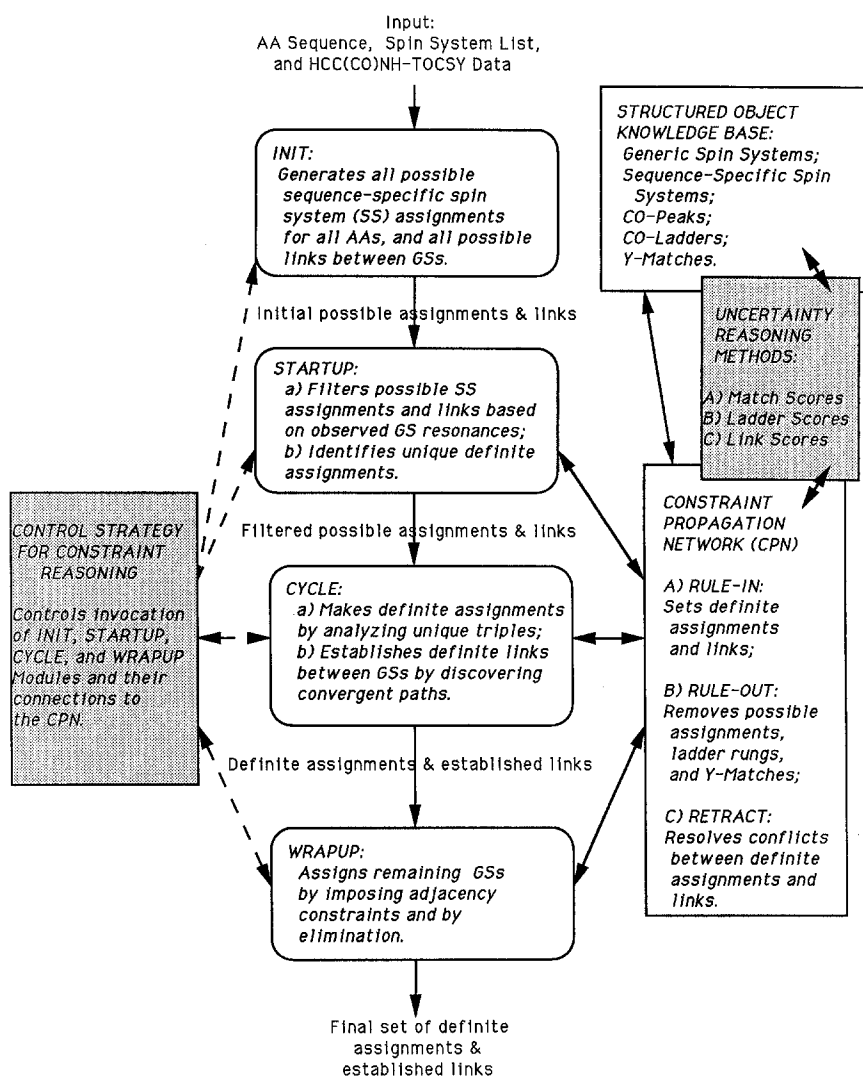 Input:
AA Sequence, Spin System List,
and HCC(CO)NH-TOCSY Data
INIT:
Generates all possible
sequence-specific spin
system (SS) assignments
for all AAs, and all possible
links between GSs.
STRUCTURED OBJECT
KNOWLEDGE BASE:
Generic Spin Systems;
Sequence-Specific Spin
Systems;
CO-Peaks;
CO-Ladders;
Y-Matches.
Initial possible assignments & links
UNCERTAINTY
REASONING
METHODS:
A) Match Scores
B) Ladder Scores
C) Link Scores
STARTUP:
a) Filters possible SS
assignments and links based
on observed GS resonances;
b) Identifies unique definite
assignments.
Filtered possible assignments & links
CONTROL STRATEGY
FOR CONSTRAINT
REASONING
Controls invocation
of INIT, STARTUP,
CYCLE, and WRAPUP
Modules and their
connections to
the CPN.
CYCLE:
a) Makes definite assignments
by analyzing unique triples;
b) Establishes definite links
between GSs by discovering
convergent paths.
CONSTRAINT
PROPAGATION
NETWORK (CPN)
A) RULE-IN:
Sets definite
assignments
and links;
B) RULE-OUT:
Removes possible
assignments,
ladder rungs,
and Y-Matches;
C) RETRACT:
Resolves conflicts
between definite
assignments and
links.
Definite assignments & established links
WRAPUP:
Assigns remaining GSs
by imposing adjacency
constraints and by
elimination.
Final set of definite
assignments &
established links